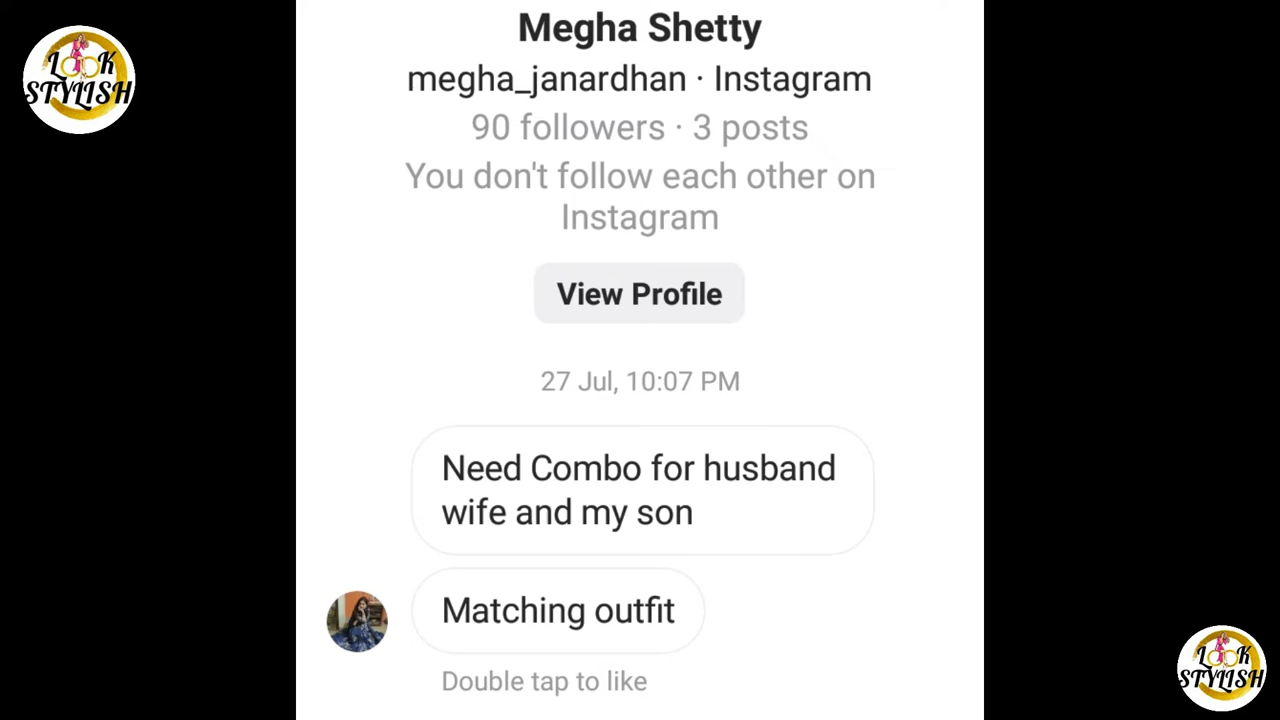 LOOK
STYLISH
Megha Shetty
megha_janardhan · Instagram
90 followers · 3 posts
You don't follow each other on
Instagram
View Profile
27 Jul, 10:07 PM
Need Combo for husband
wife and my son
Matching outfit
Double tap to like
LOOK
STYLISH